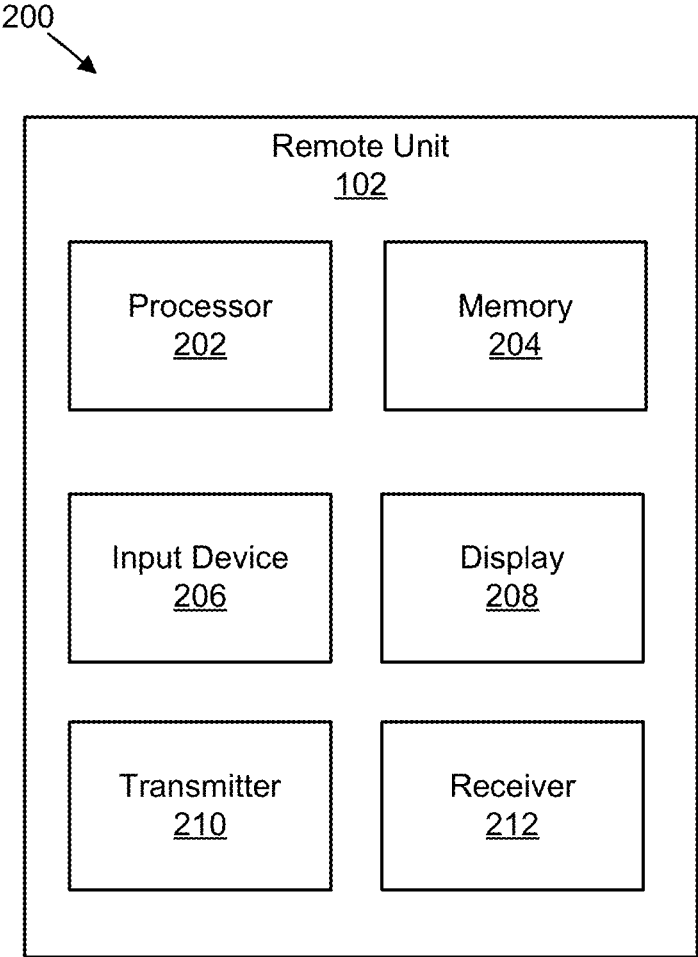 200
Remote Unit
102
Processor
202
Memory
204
Input Device
206
Display
208
Transmitter
210
Receiver
212